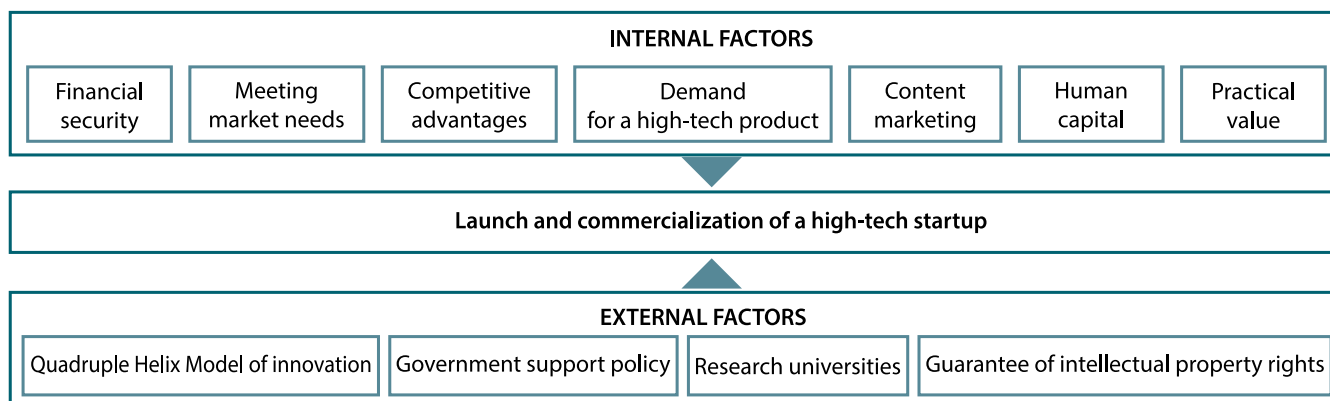 INTERNAL FACTORS
Financial
security
Meeting
market needs
Competitive
advantages
Demand
for a high-tech product
Content
marketing
Human
capital
Practical
value
Launch and commercialization of a high-tech startup
EXTERNAL FACTORS
Quadruple Helix Model of innovation
Government support policy
Research universities
Guarantee of intellectual property rights